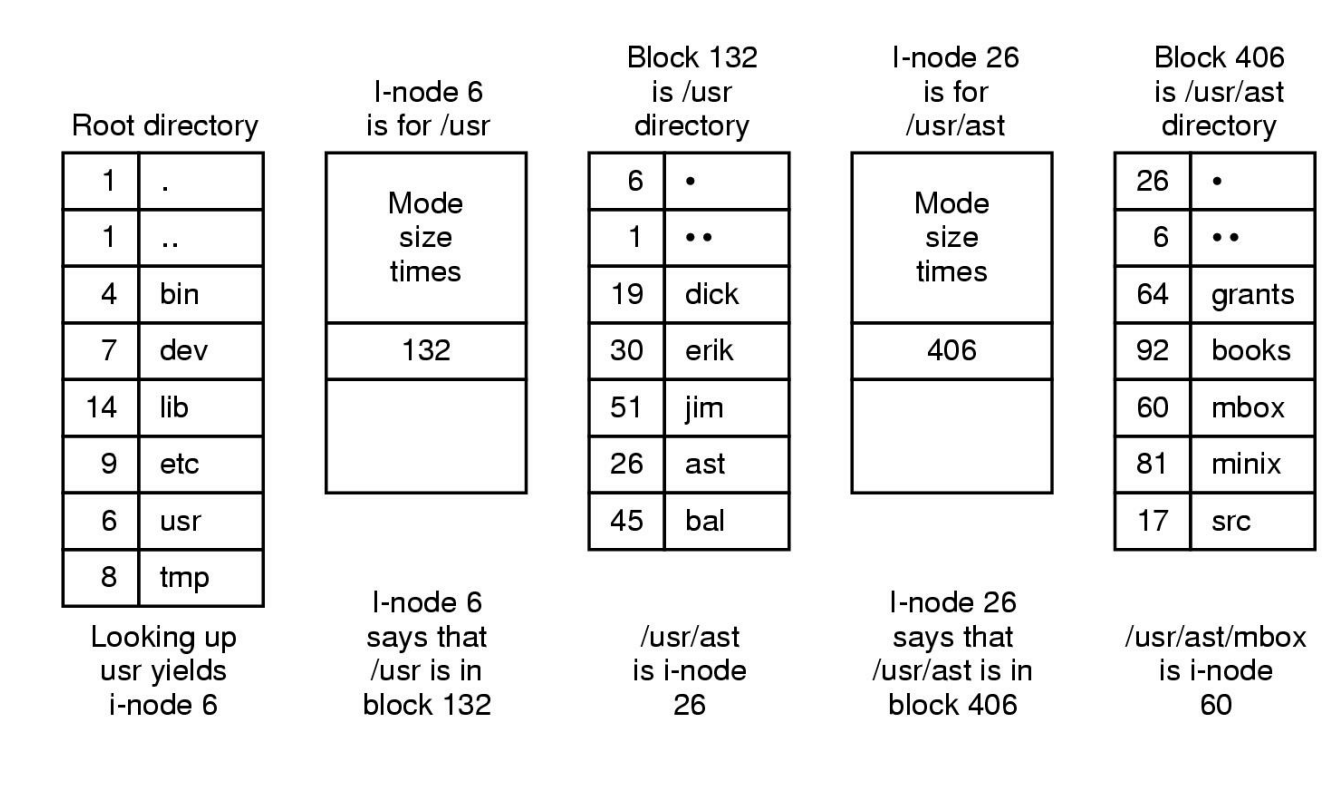 Root directory
1 .
1 ..
4 bin
7 dev
14 lib
9 etc
6 usr
8 tmp
Looking up
usr yields
i-node 6
I-node 6
is for /usr
Mode
size
times
132
I-node 6
says that
/usr is in
block 132
Block 132
is /usr
directory
6 •
1 ••
19 dick
30 erik
51 jim
26 ast
45 bal
/usr/ast
is i-node
26
I-node 26
is for
/usr/ast
Mode
size
times
406
I-node 26
says that
/usr/ast is in
block 406
Block 406
is /usr/ast
directory
26 •
6 ••
64 grants
92 books
60 mbox
81 minix
17 src
/usr/ast/mbox
is i-node
60